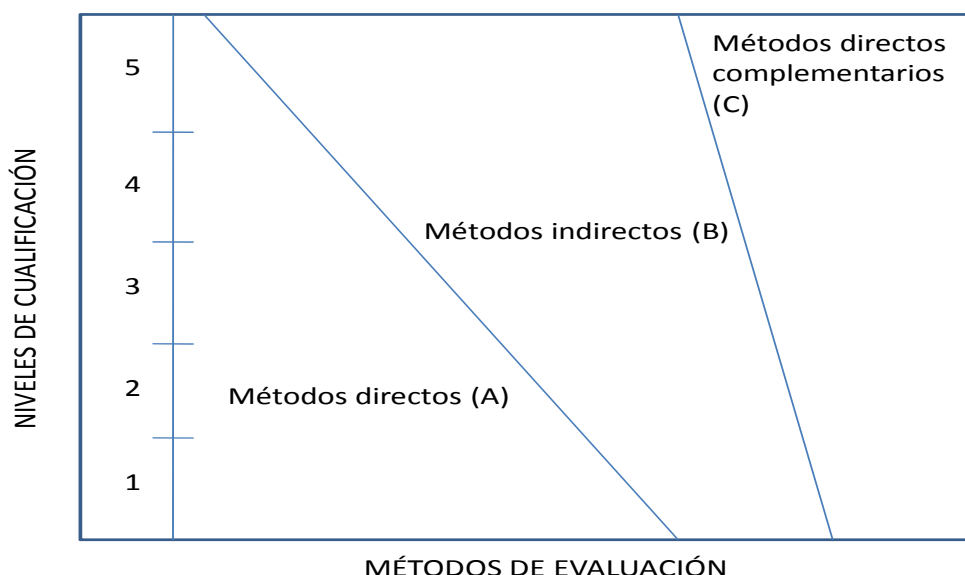 NIVELES DE CUALIFICACIÓN
5
4
3
2
1
Métodos directos
complementarios
(C)
Métodos indirectos (B)
Métodos directos (A)
MÉTODOS DE EVALUACIÓN